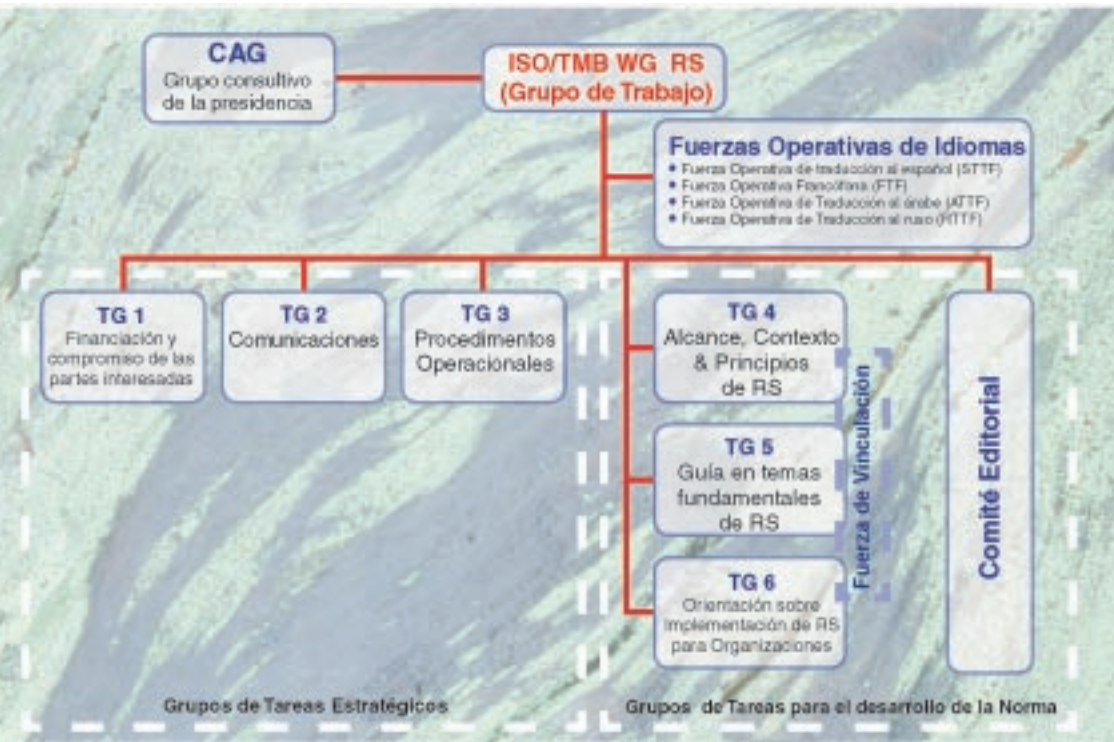 CAG
Grupo consultivo
de la presidencia
ISO/TMB WG RS
(Grupo de Trabajo)
Fuerzas Operativas de Idiomas
• Fuerza Operativa de traducción al español (STTF)
• Fuerza Operativa Francófona (FTF)
• Fuerza Operativa de Traducción al árabe (ATTF)
• Fuerza Operativa de Traducción al ruso (RTTF)
TG 1
Financiación y
compromiso de las
partes interesadas
TG 2
Comunicaciones
TG 3
Procedimentos
Operacionales
TG 4
Alcance, Contexto
& Principios
de RS
TG 5
Guía en temas
fundamentales
de RS
TG 6
Orientación sobre
Implementación de RS
para Organizaciones
Fuerza de Vinculación
Comité Editorial
Grupos de Tareas Estratégicos
Grupos de Tareas para el desarrollo de la Norma